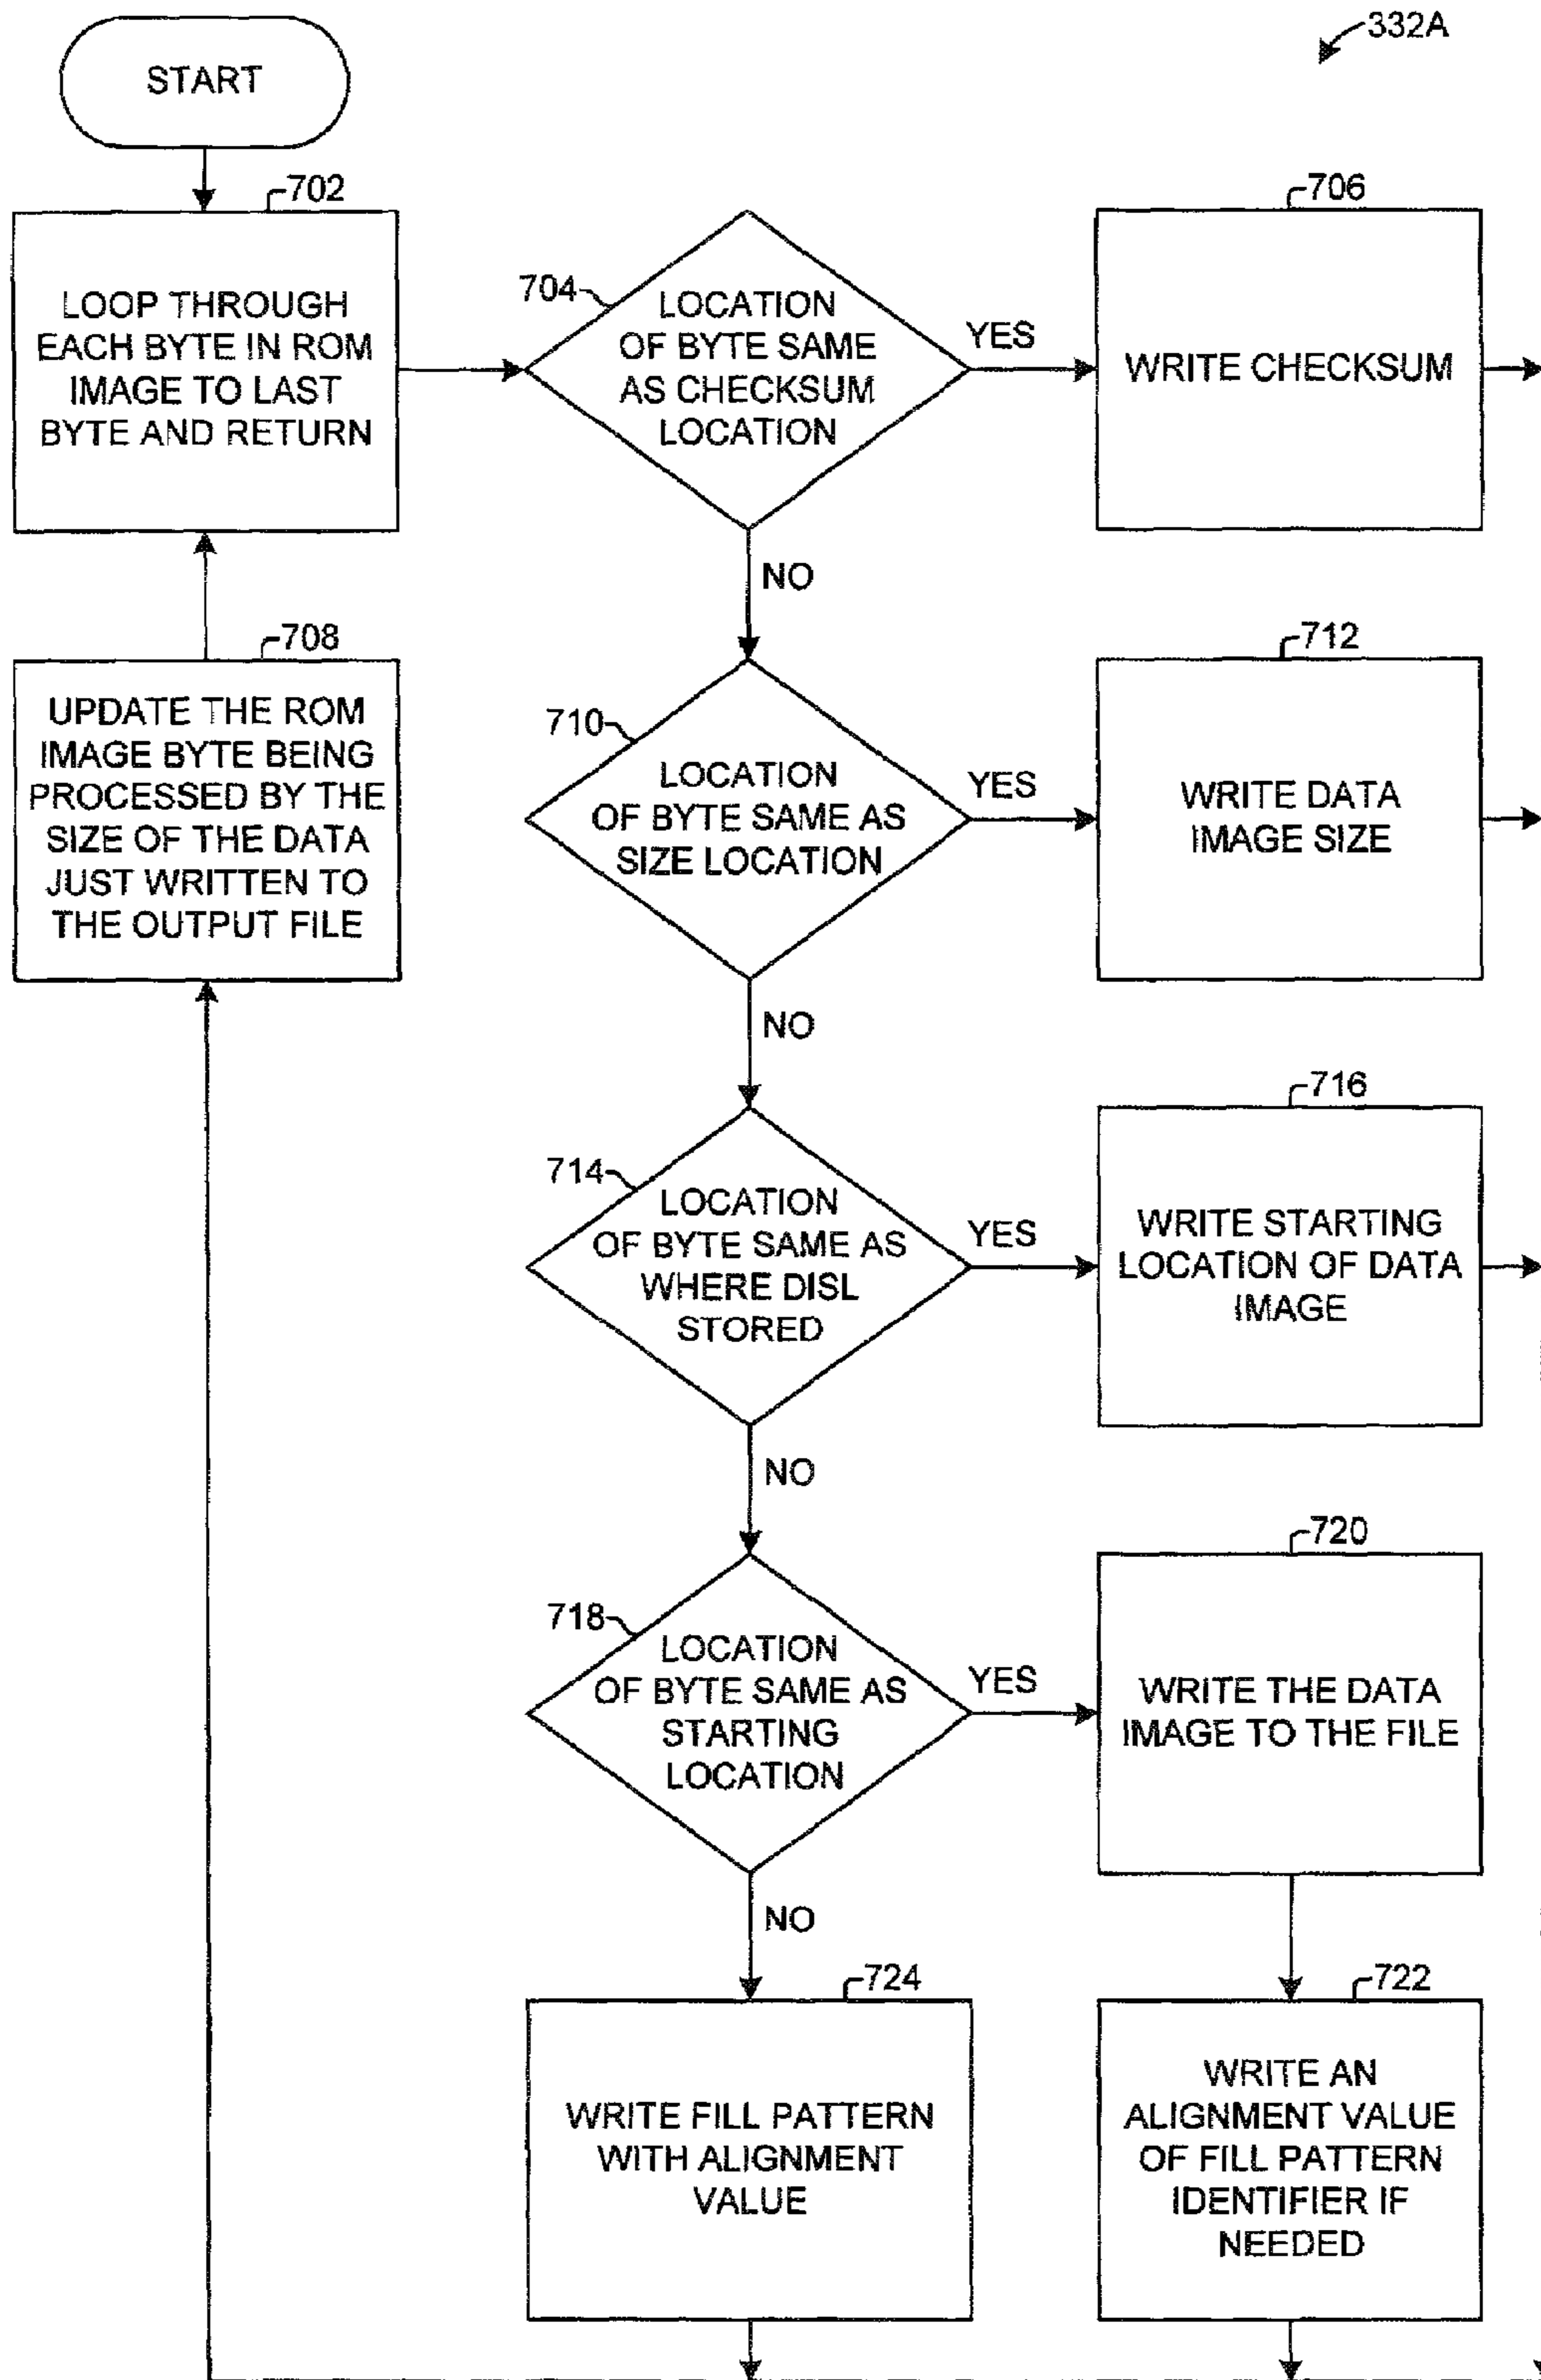 332A
START
702
LOOP THROUGH
EACH BYTE IN ROM
IMAGE TO LAST
BYTE AND RETURN
704
LOCATION
OF BYTE SAME
AS CHECKSUM
LOCATION
YES
706
WRITE CHECKSUM
NO
708
UPDATE THE ROM
IMAGE BYTE BEING
PROCESSED BY THE
SIZE OF THE DATA
JUST WRITTEN TO
THE OUTPUT FILE
710
LOCATION
OF BYTE SAME AS
SIZE LOCATION
YES
712
WRITE DATA
IMAGE SIZE
NO
714
LOCATION
OF BYTE SAME AS
WHERE DISL
STORED
YES
716
WRITE STARTING
LOCATION OF DATA
IMAGE
NO
718
LOCATION
OF BYTE SAME AS
STARTING
LOCATION
YES
720
WRITE THE DATA
IMAGE TO THE FILE
NO
724
WRITE FILL PATTERN
WITH ALIGNMENT
VALUE
722
WRITE AN
ALIGNMENT VALUE
OF FILL PATTERN
IDENTIFIER IF
NEEDED